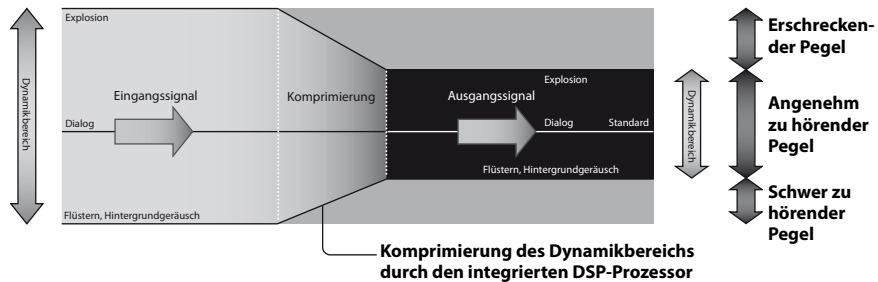 Explosion
Dynamikbereich
Eingangssignal
Dialog
Flüstern, Hintergrundgeräusch
Komprimierung
Explosion
Ausgangssignal
Dialog
Standard
Flüstern, Hintergrundgeräusch
Dynamikbereich
Erschrecken-
der Pegel
Angenehm
zu hörender
Pegel
Schwer zu
hörender
Pegel
Komprimierung des Dynamikbereichs
durch den integrierten DSP-Prozessor